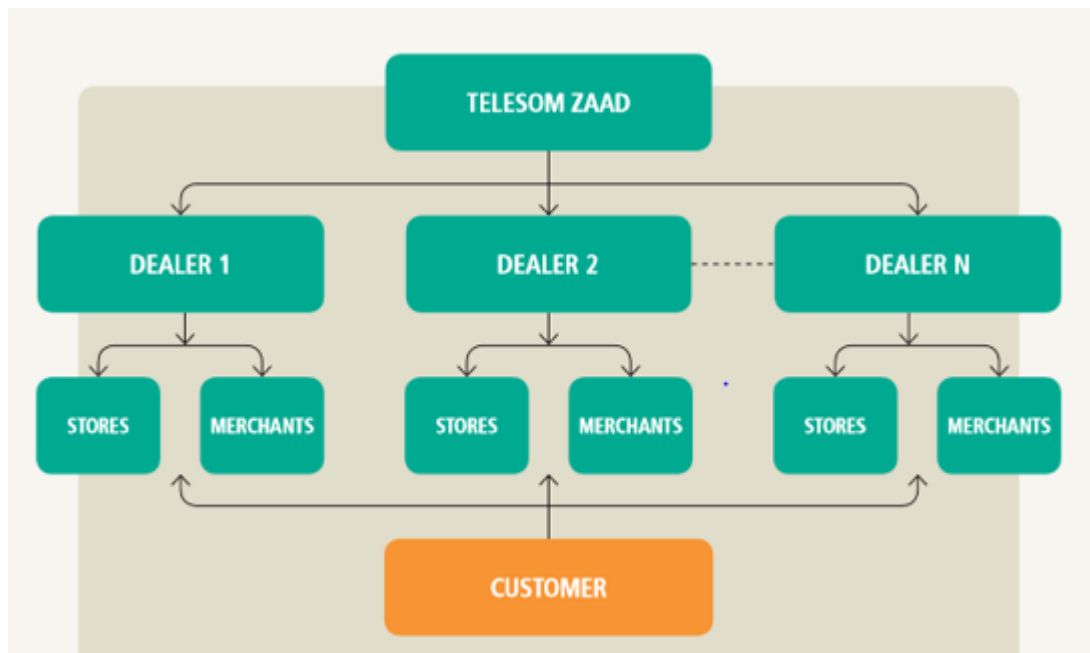 TELESOM ZAAD
DEALER 1
DEALER 2
DEALER N
STORES
MERCHANTS
STORES
MERCHANTS
STORES
MERCHANTS
CUSTOMER